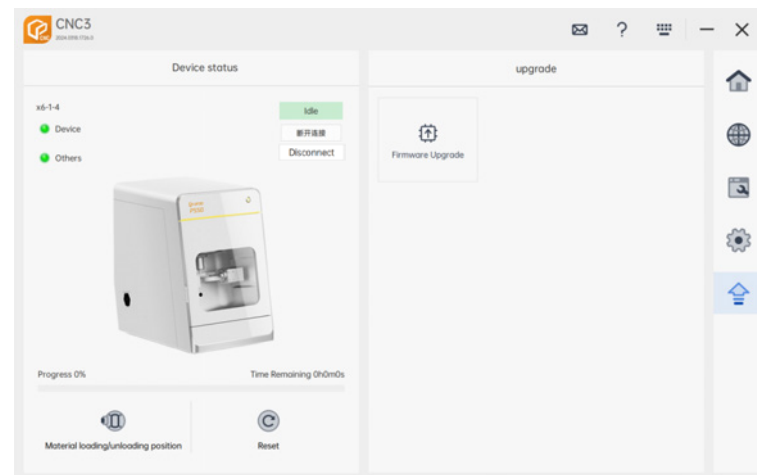 CNC3
Device status
upgrade
x6-1-4
Idle
Device
断开连接
Disconnect
Others
Firmware Upgrade
Progress 0%
Time Remaining 0h0m0s
Material loading/unloading position
Reset